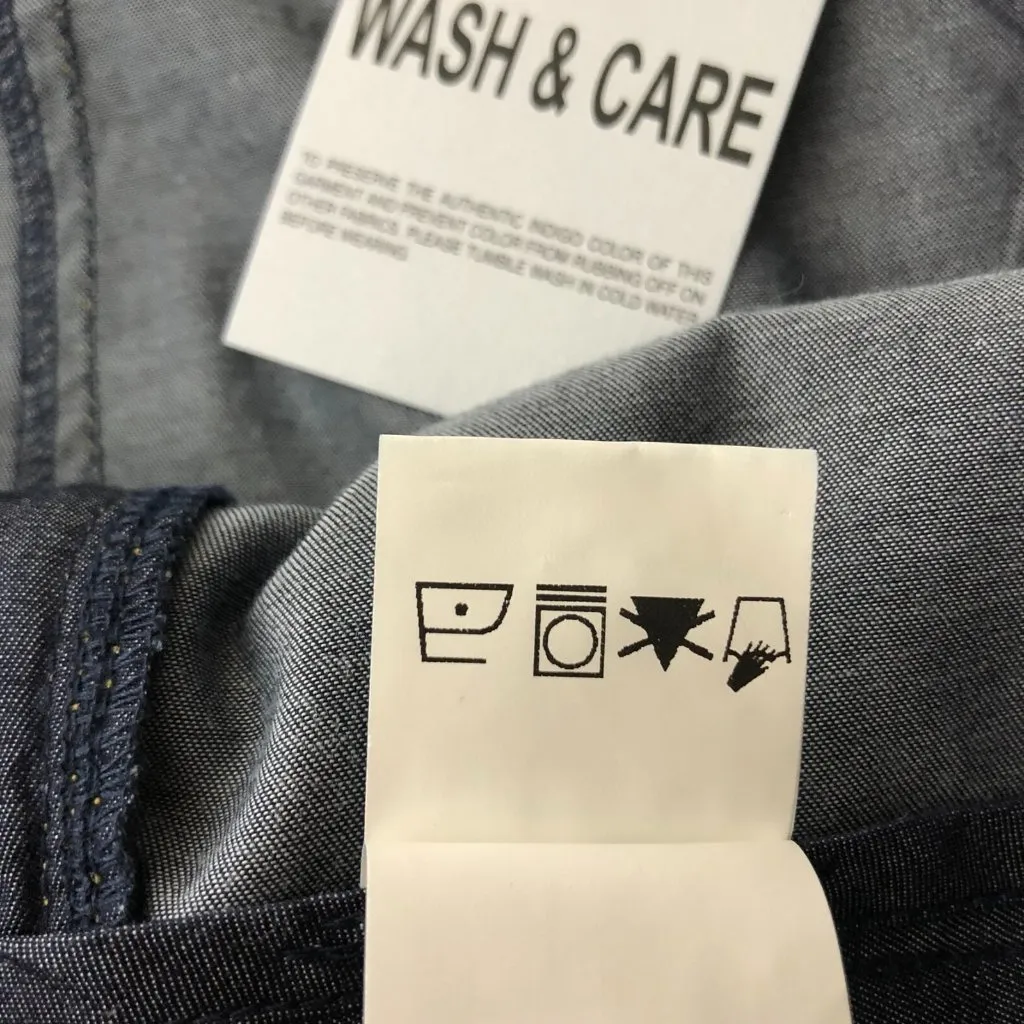 WASH & CARE
TO PRESERVE THE AUTHENTIC INDIGO COLOR OF THIS
GARMENT AND PREVENT COLOR FROM RUBBING OFF ON
OTHER FABRICS, PLEASE TUMBLE WASH IN COLD WATER
BEFORE WEARING